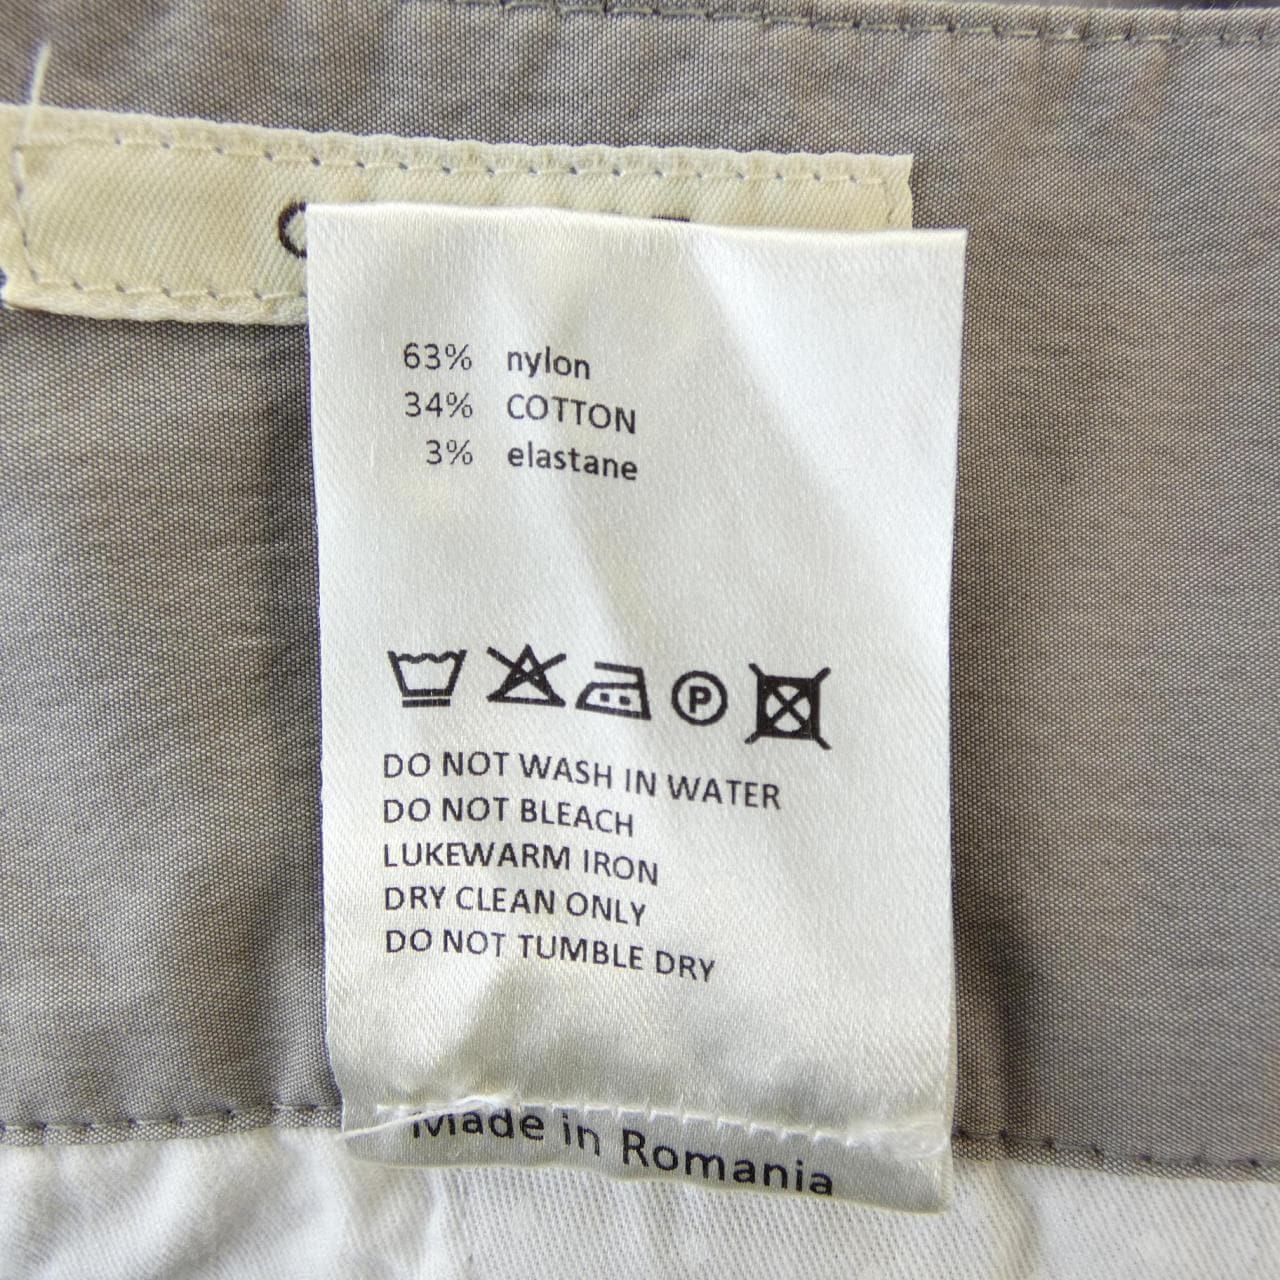 63% nylon
34% COTTON
3% elastane
P
DO NOT WASH IN WATER
DO NOT BLEACH
LUKEWARM IRON
DRY CLEAN ONLY
DO NOT TUMBLE DRY
Made in Romania